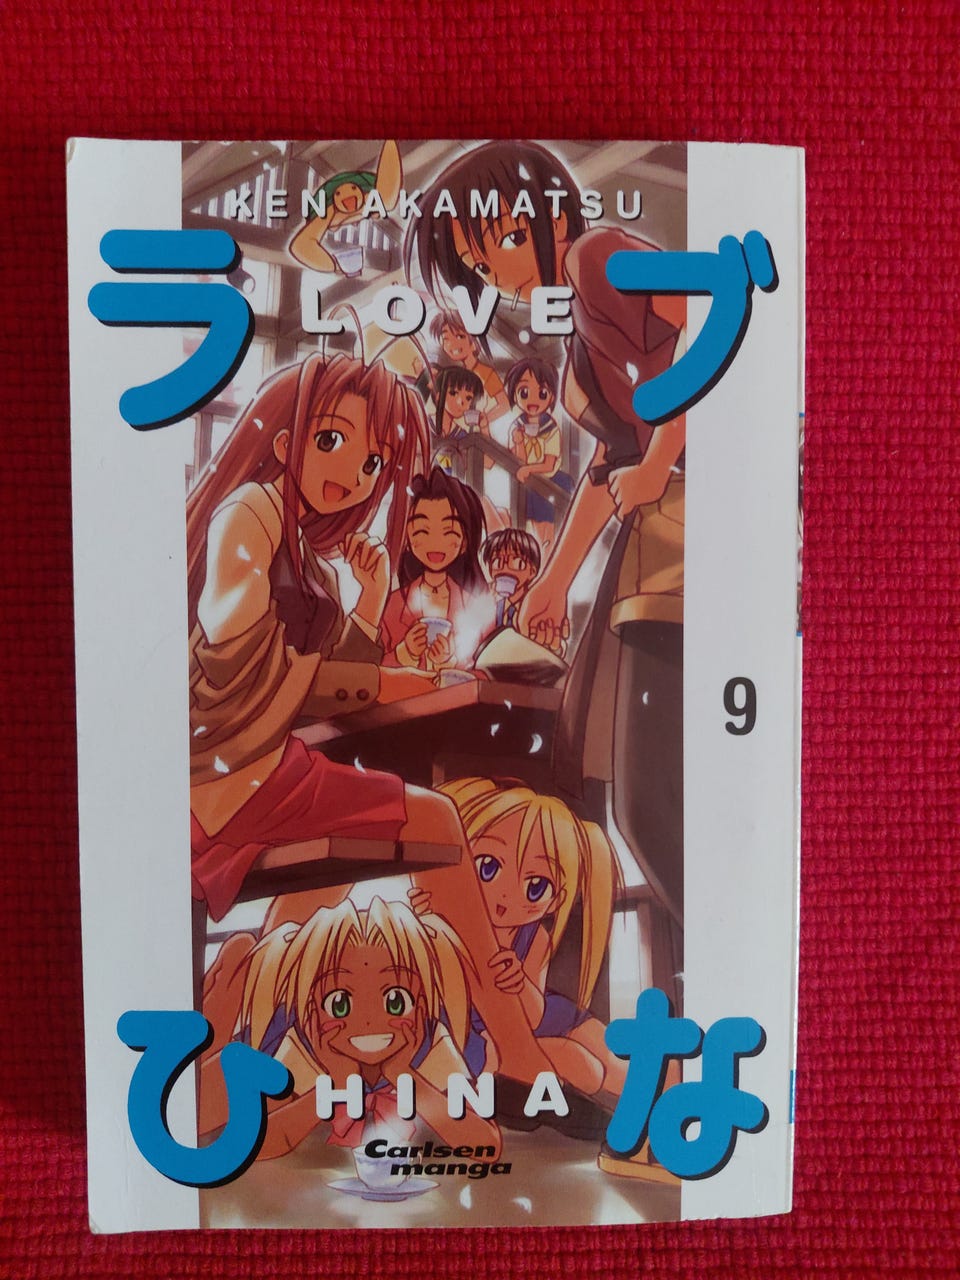 KEN AKAMATSU
ラブ
LOVE
9
ひな
HINA
Carlsen
manga